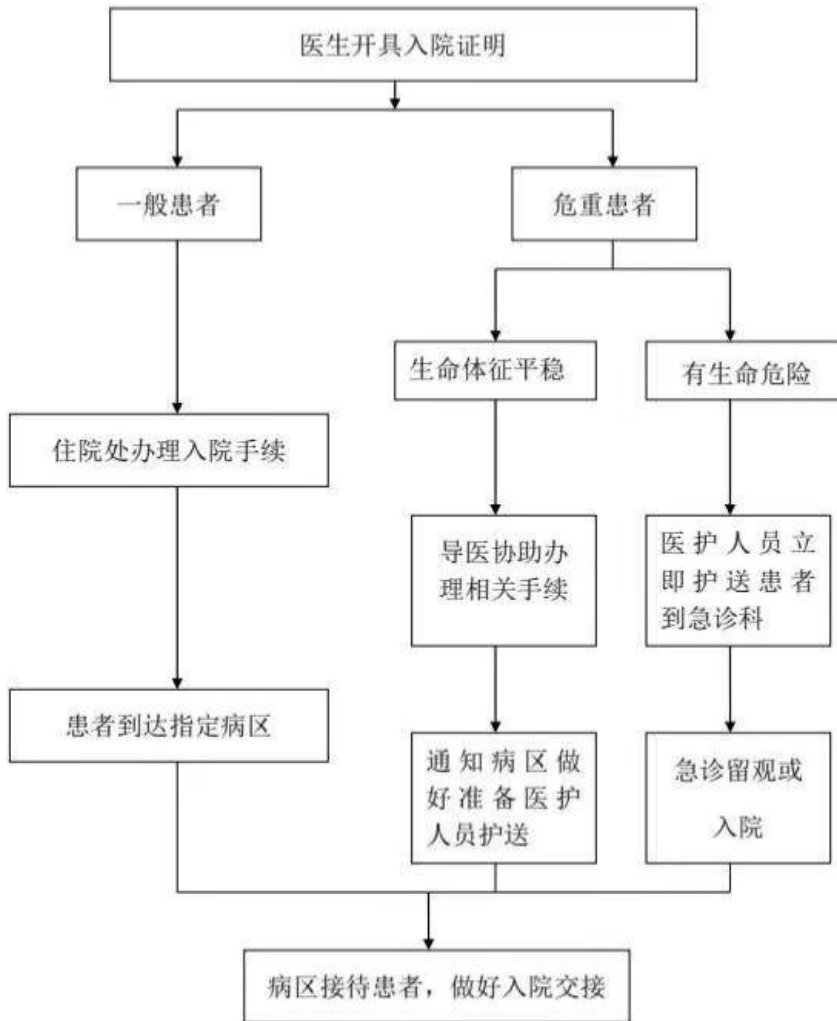 医生开具入院证明
一般患者
危重患者
生命体征平稳
有生命危险
住院处办理入院手续
导医协助办
理相关手续
医护人员立
即护送患者
到急诊科
患者到达指定病区
通知病区做
好准备医护
人员护送
急诊留观或
入院
病区接待患者，做好入院交接